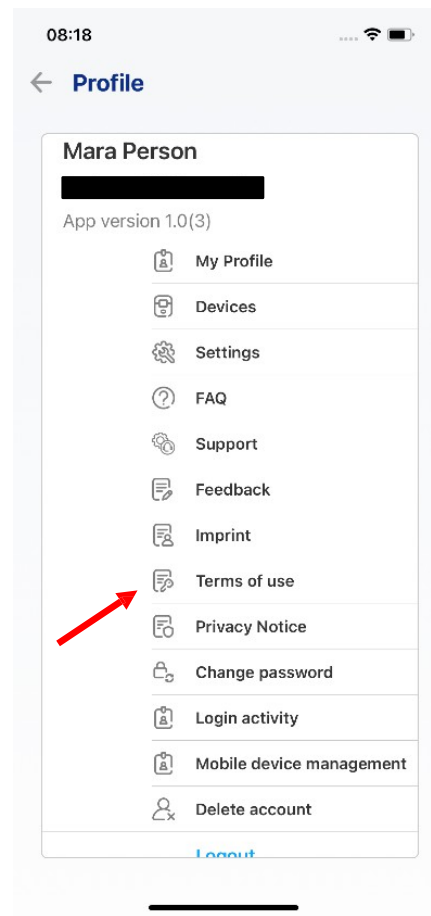 08:18
Profile
Mara Person
App version 1.0(3)
My Profile
Devices
Settings
FAQ
Support
Feedback
Imprint
Terms of use
Privacy Notice
Change password
Login activity
Mobile device management
Delete account
Logout